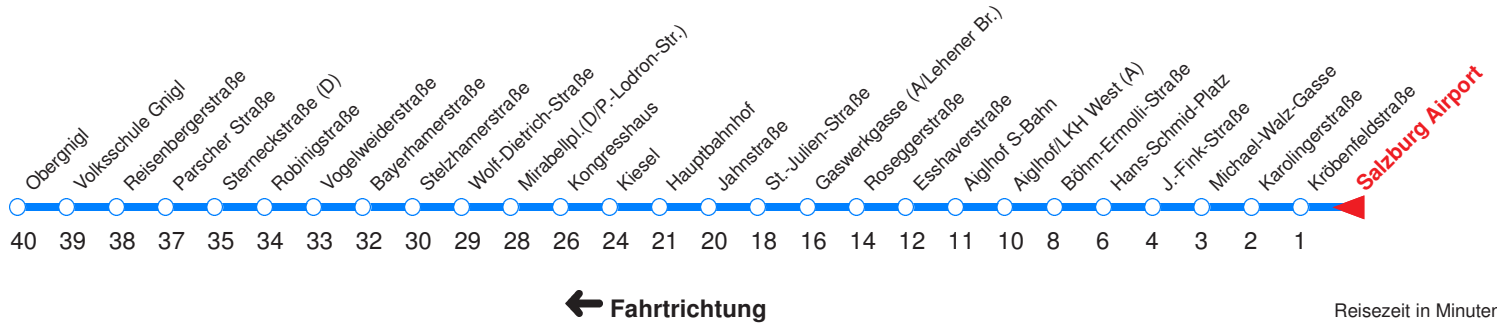 Obergnigl
Volksschule Gnigl
Reisenbergerstraße
Parscher Straße
Sterneckstraße (D)
Robinigstraße
Vogelweiderstraße
Bayerhamerstraße
Stelzhamerstraße
Wolf-Dietrich-Straße
Mirabellpl.(D/P.-Lodron-Str.)
Kongresshaus
Kiesel
Hauptbahnhof
Jahnstraße
St.-Julien-Straße
Gaswerkgasse (A/Lehener Br.)
Roseggerstraße
Esshaverstraße
Aiglhof S-Bahn
Aiglhof/LKH West (A)
Böhm-Ermolli-Straße
Hans-Schmid-Platz
J.-Fink-Straße
Michael-Walz-Gasse
Karolingerstraße
Kröbenfeldstraße
Salzburg Airport
40 39 38 37 35 34 33 32 30 29 28 26 24 21 20 18 16 14 12 11 10 8 6 4 3 2 1
Fahrtrichtung
Reisezeit in Minuten